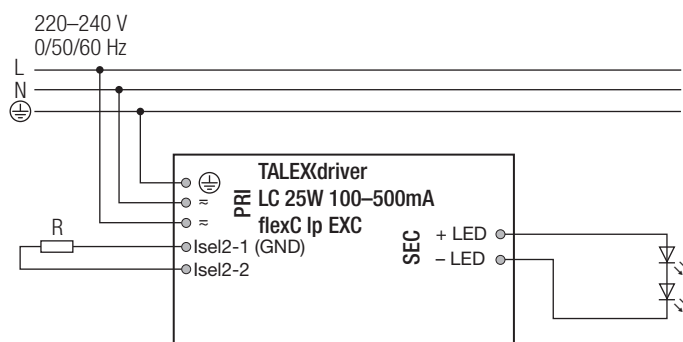 220–240 V
0/50/60 Hz
L
N
TALEXXdriver
PRI
LC 25W 100–500mA
≂
≂
flexC lp EXC
R
Isel2-1 (GND)
Isel2-2
SEC
+ LED
– LED